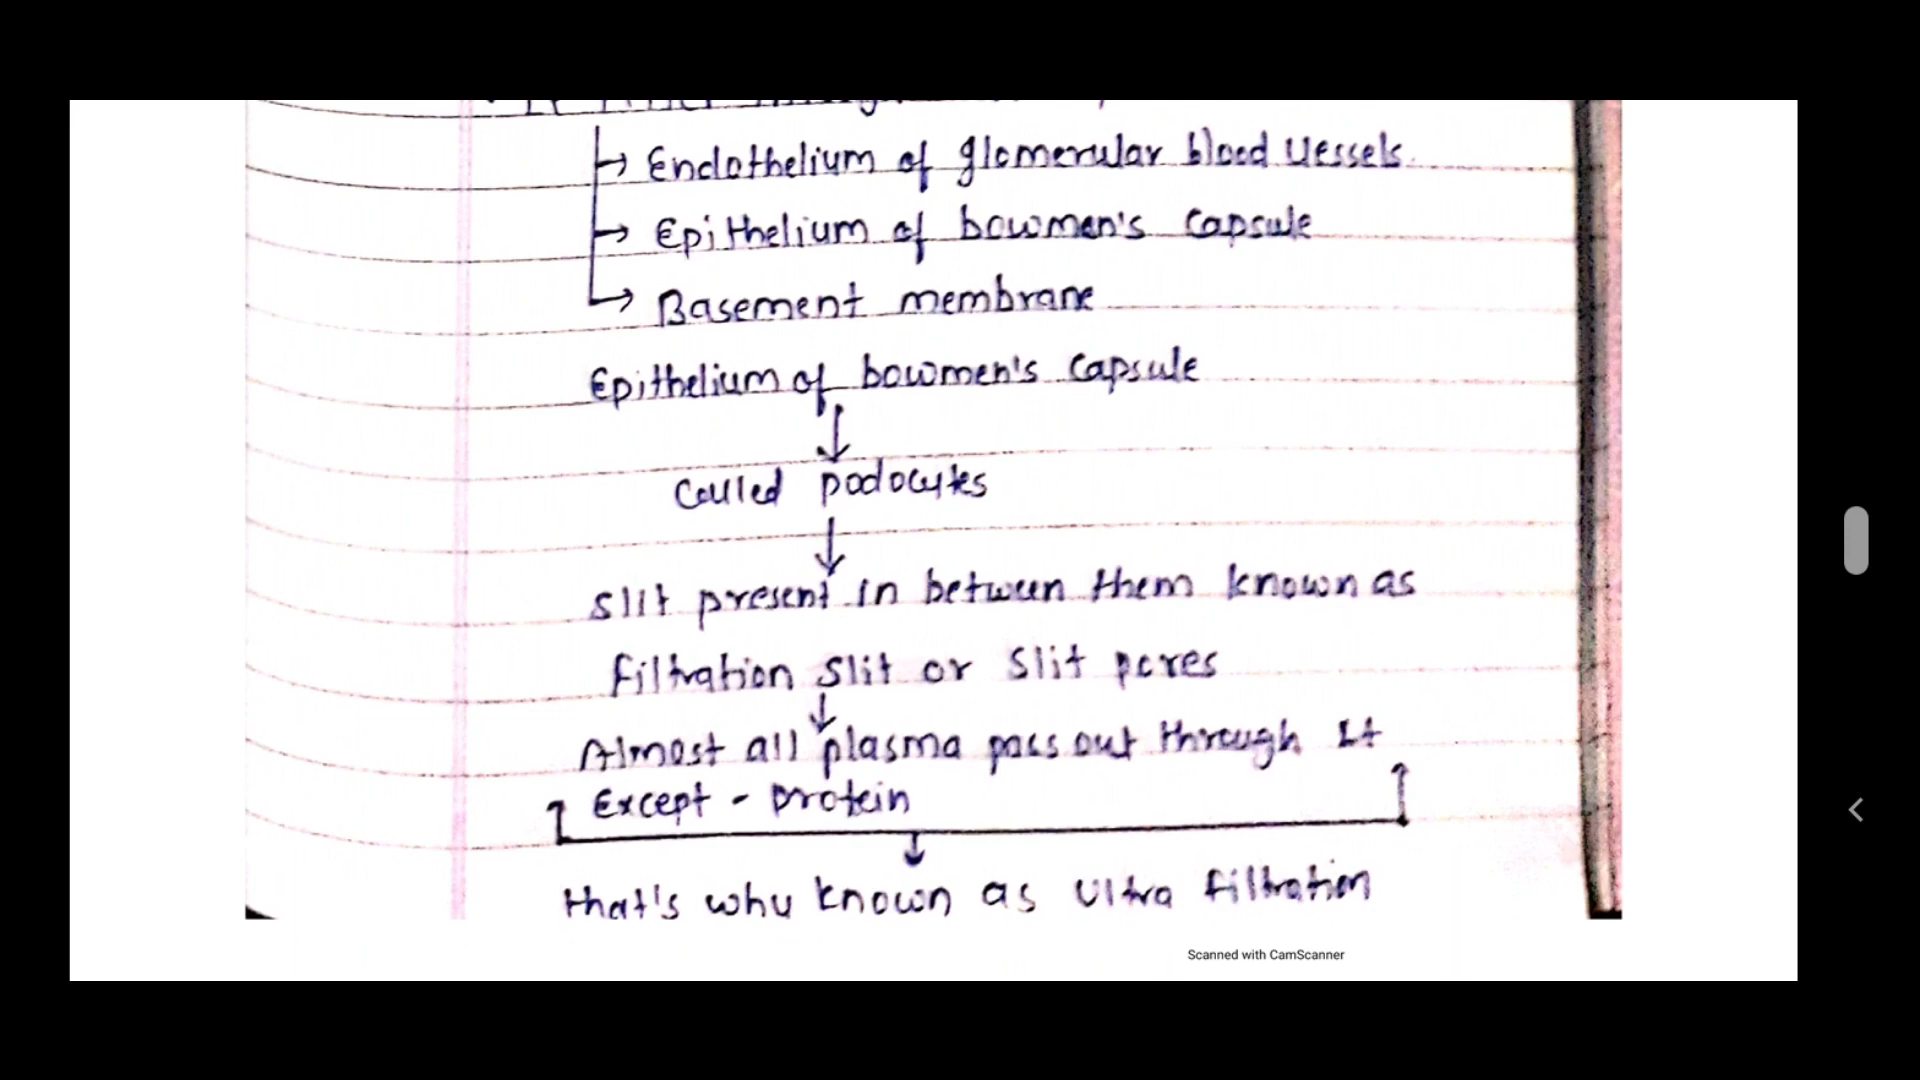 → Endothelium of glomerular blood vessels.
→ Epithelium of bowmen's capsule
→ Basement membrane
Epithelium of bowmen's capsule
↓
Called podocytes
↓
Slit present in between them known as
filtration slit or slit pores
↓
Almost all plasma pass out through It
Except - protein
↓
that's why known as Ultra filtration
Scanned with CamScanner